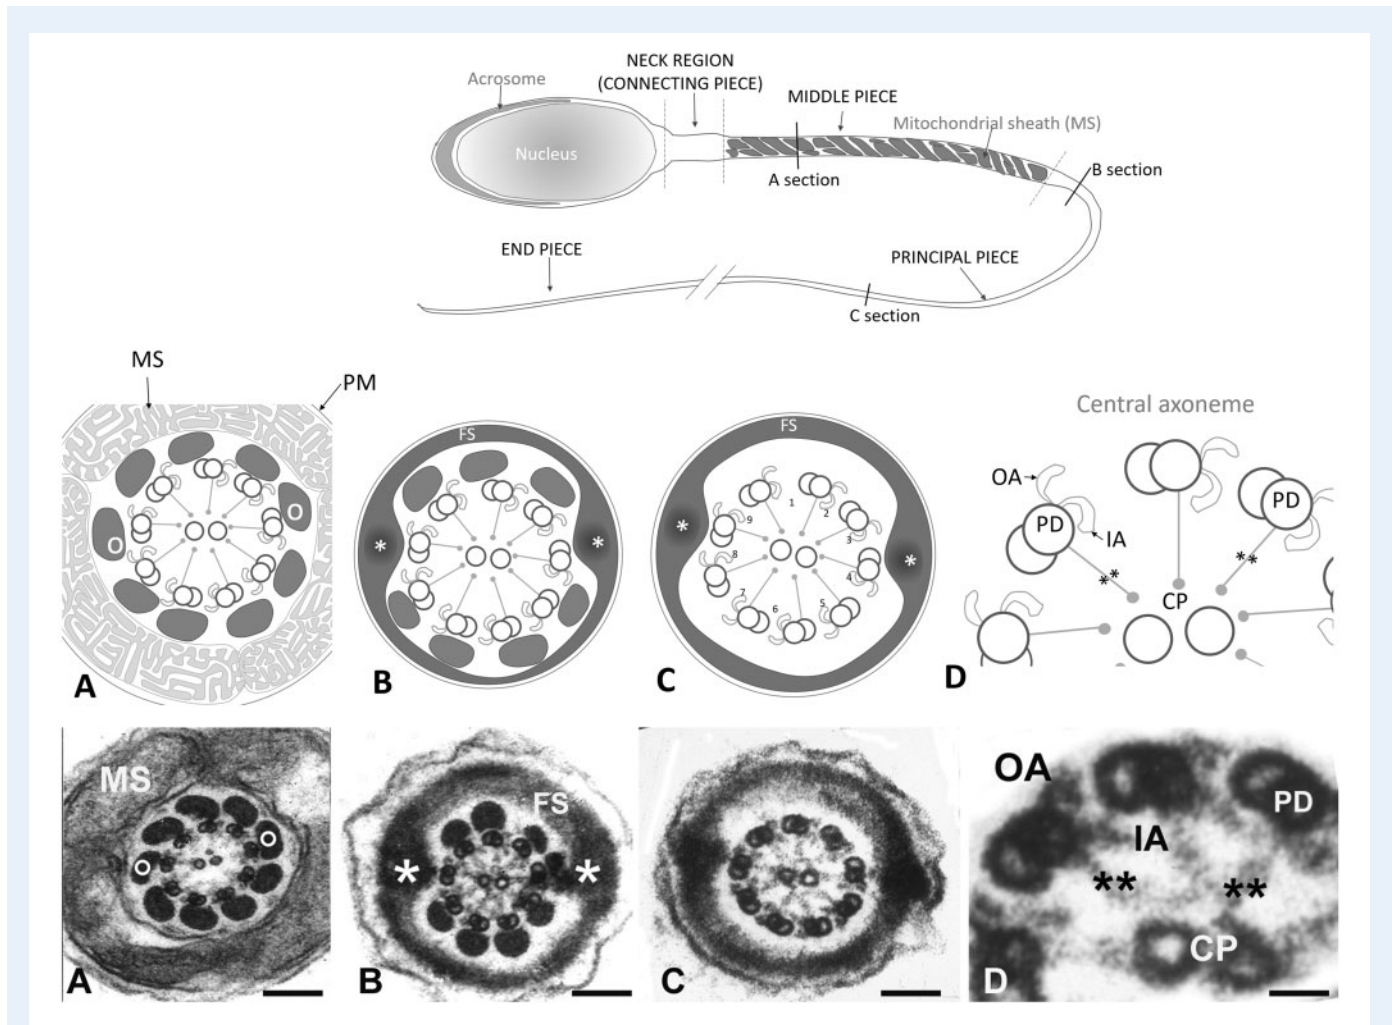 NECK REGION
(CONNECTING PIECE)
Acrosome
MIDDLE PIECE
Mitochondrial sheath (MS)
Nucleus
A section
B section
END PIECE
PRINCIPAL PIECE
C section
MS
PM
O
O
A
FS
*
*
B
FS
1
2
3
4
5
6
7
8
9
*
*
C
Central axoneme
OA
PD
PD
IA
**
**
CP
D
MS
O
O
A
FS
*
*
B
C
OA
PD
IA
**
**
CP
D